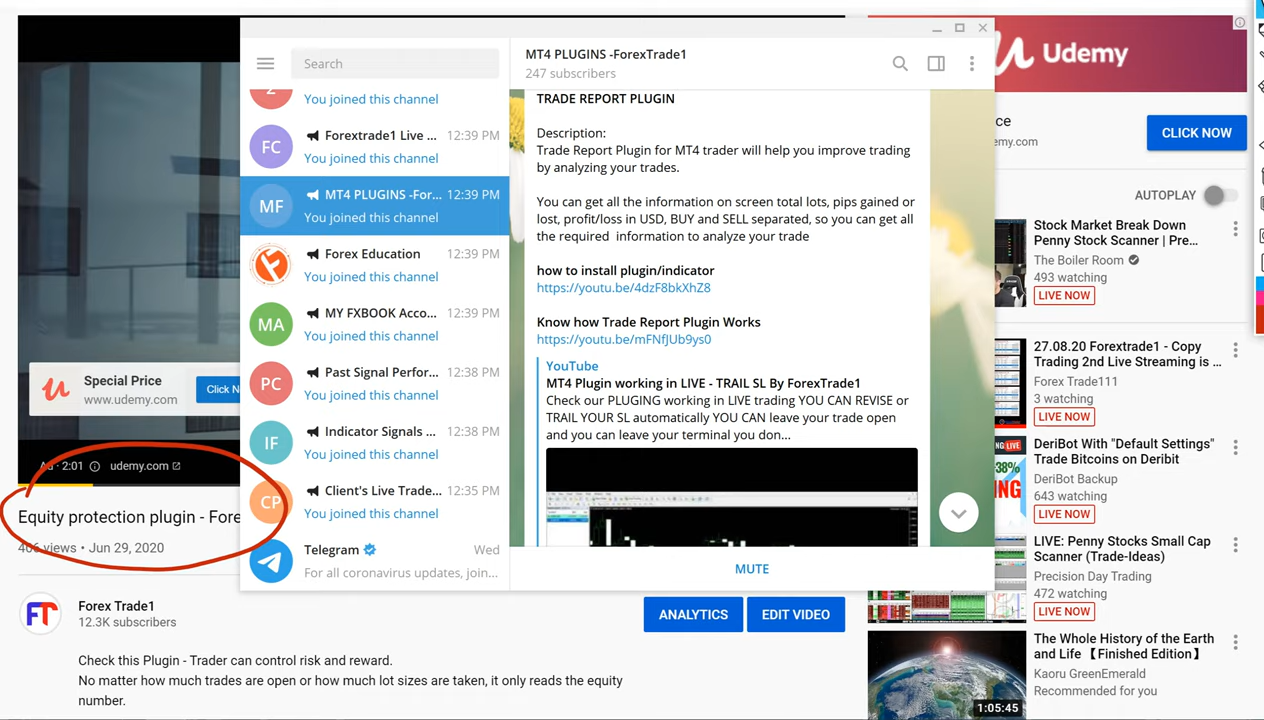 Search
You joined this channel
Forextrade1 Live ...
12:39 PM
You joined this channel
FC
MT4 PLUGINS -For...
12:39 PM
You joined this channel
MF
Forex Education
12:39 PM
You joined this channel
MY FXBOOK Acco...
12:39 PM
You joined this channel
MA
Past Signal Perfor...
12:38 PM
You joined this channel
PC
Indicator Signals ...
12:38 PM
You joined this channel
IF
Client's Live Trade...
12:35 PM
You joined this channel
CP
Telegram
Wed
For all coronavirus updates, join...
MT4 PLUGINS -ForexTrade1
247 subscribers
TRADE REPORT PLUGIN
Description:
Trade Report Plugin for MT4 trader will help you improve trading
by analyzing your trades.
You can get all the information on screen total lots, pips gained or
lost, profit/loss in USD, BUY and SELL separated, so you can get all
the required information to analyze your trade
how to install plugin/indicator
https://youtu.be/4dzF8bkXhZ8
Know how Trade Report Plugin Works
https://youtu.be/mFNfJUb9ys0
YouTube
MT4 Plugin working in LIVE - TRAIL SL By ForexTrade1
Check our PLUGING working in LIVE trading YOU CAN REVISE or
TRAIL YOUR SL automatically YOU CAN leave your trade open
and you can leave your terminal you don...
MUTE
Special Price
www.udemy.com
Click N
Ad · 2:01
udemy.com
Equity protection plugin - Fore
466 views • Jun 29, 2020
FT
Forex Trade1
12.3K subscribers
ANALYTICS
EDIT VIDEO
Check this Plugin - Trader can control risk and reward.
No matter how much trades are open or how much lot sizes are taken, it only reads the equity
number.
Udemy
ce
emy.com
CLICK NOW
AUTOPLAY
Stock Market Break Down
Penny Stock Scanner | Pre...
The Boiler Room
493 watching
LIVE NOW
27.08.20 Forextrade1 - Copy
Trading 2nd Live Streaming is ...
Forex Trade111
3 watching
LIVE NOW
DeriBot With "Default Settings"
Trade Bitcoins on Deribit
DeriBot Backup
643 watching
LIVE NOW
LIVE: Penny Stocks Small Cap
Scanner (Trade-Ideas)
Precision Day Trading
472 watching
LIVE NOW
The Whole History of the Earth
and Life 【Finished Edition】
Kaoru GreenEmerald
Recommended for you
1:05:45